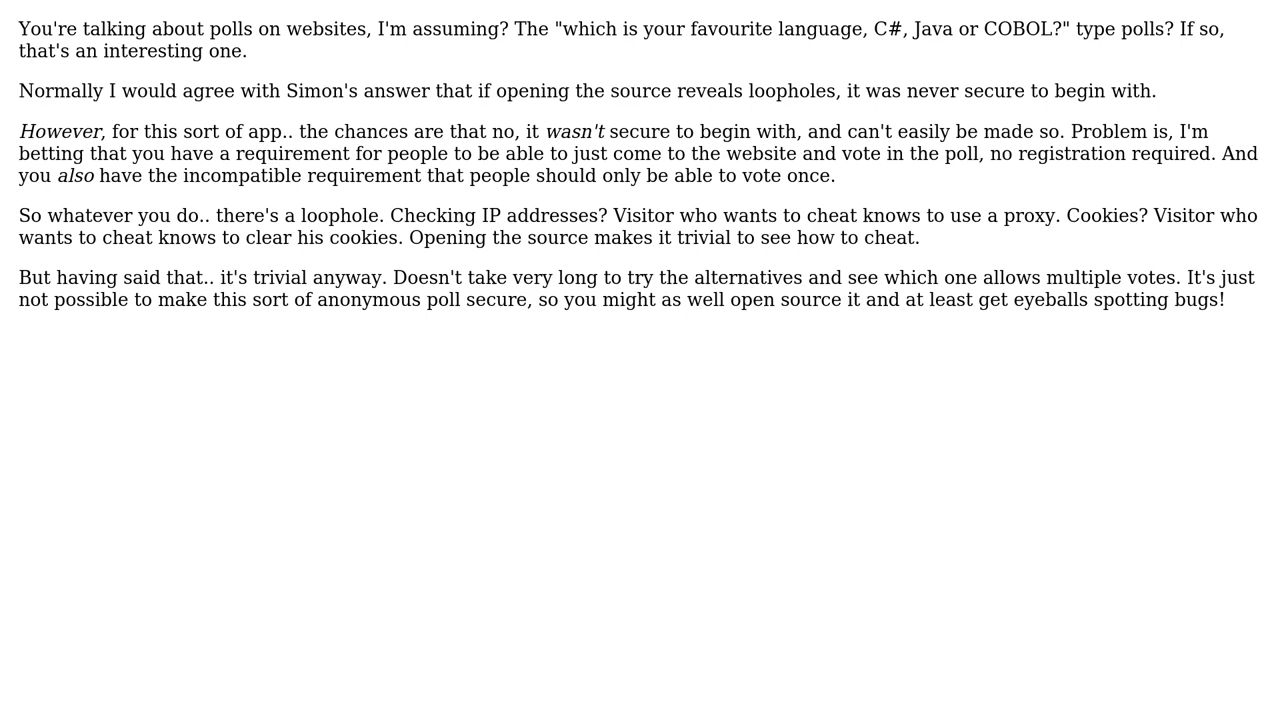 You're talking about polls on websites, I'm assuming? The "which is your favourite language, C#, Java or COBOL?" type polls? If so,
that's an interesting one.
Normally I would agree with Simon's answer that if opening the source reveals loopholes, it was never secure to begin with.
However, for this sort of app.. the chances are that no, it wasn't secure to begin with, and can't easily be made so. Problem is, I'm
betting that you have a requirement for people to be able to just come to the website and vote in the poll, no registration required. And
you also have the incompatible requirement that people should only be able to vote once.
So whatever you do.. there's a loophole. Checking IP addresses? Visitor who wants to cheat knows to use a proxy. Cookies? Visitor who
wants to cheat knows to clear his cookies. Opening the source makes it trivial to see how to cheat.
But having said that.. it's trivial anyway. Doesn't take very long to try the alternatives and see which one allows multiple votes. It's just
not possible to make this sort of anonymous poll secure, so you might as well open source it and at least get eyeballs spotting bugs!